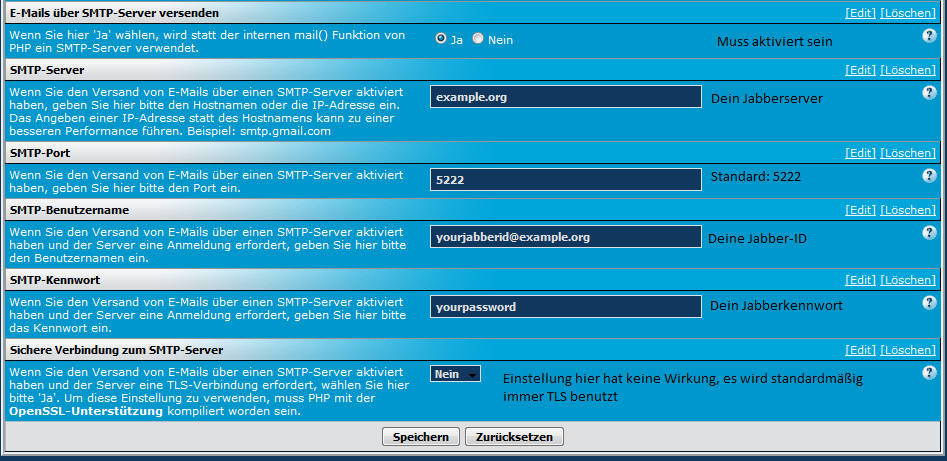 E-Mails über SMTP-Server versenden [Edit] [Löschen]
Wenn Sie hier 'Ja' wählen, wird statt der internen mail() Funktion von
PHP ein SMTP-Server verwendet.
Ja Nein
Muss aktiviert sein
?
SMTP-Server [Edit] [Löschen]
Wenn Sie den Versand von E-Mails über einen SMTP-Server aktiviert
haben, geben Sie hier bitte den Hostnamen oder die IP-Adresse ein.
Das Angeben einer IP-Adresse statt des Hostnamens kann zu einer
besseren Performance führen. Beispiel: smtp.gmail.com
example.org
Dein Jabberserver
?
SMTP-Port [Edit] [Löschen]
Wenn Sie den Versand von E-Mails über einen SMTP-Server aktiviert
haben, geben Sie hier bitte den Port ein.
5222
Standard: 5222
?
SMTP-Benutzername [Edit] [Löschen]
Wenn Sie den Versand von E-Mails über einen SMTP-Server aktiviert
haben und der Server eine Anmeldung erfordert, geben Sie hier bitte
den Benutzernamen ein.
yourjabberid@example.org
Deine Jabber-ID
?
SMTP-Kennwort [Edit] [Löschen]
Wenn Sie den Versand von E-Mails über einen SMTP-Server aktiviert
haben und der Server eine Anmeldung erfordert, geben Sie hier bitte
das Kennwort ein.
yourpassword
Dein Jabberkennwort
?
Sichere Verbindung zum SMTP-Server [Edit] [Löschen]
Wenn Sie den Versand von E-Mails über einen SMTP-Server aktiviert
haben und der Server eine TLS-Verbindung erfordert, wählen Sie hier
bitte 'Ja'. Um diese Einstellung zu verwenden, muss PHP mit der
OpenSSL-Unterstützung kompiliert worden sein.
Nein
Einstellung hier hat keine Wirkung, es wird standardmäßig
immer TLS benutzt
?
Speichern Zurücksetzen